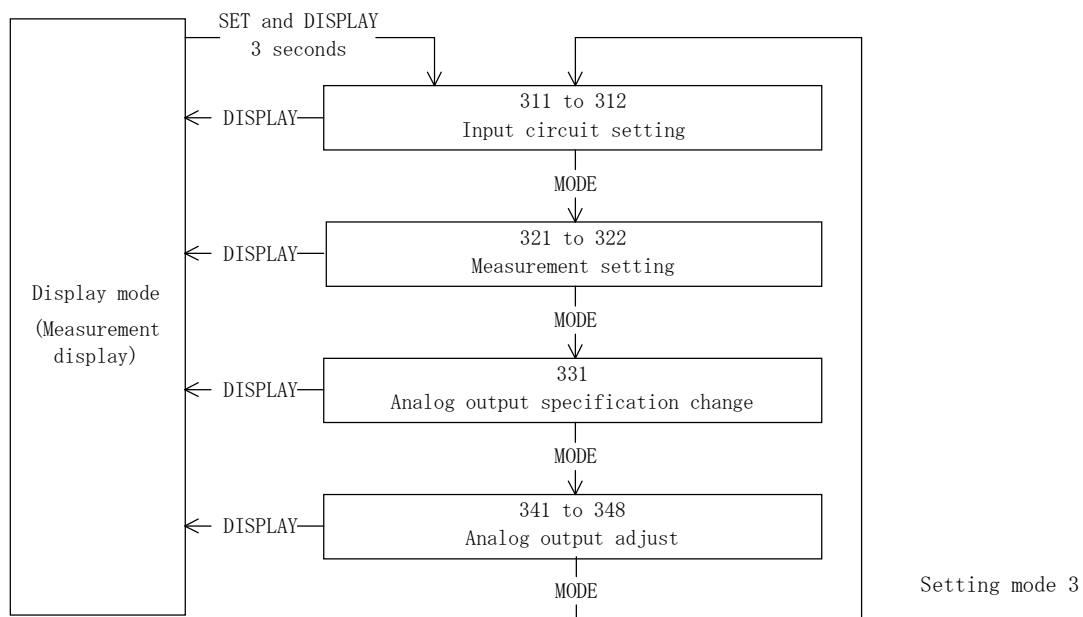 SET and DISPLAY
3 seconds
311 to 312
Input circuit setting
DISPLAY
MODE
321 to 322
Measurement setting
DISPLAY
MODE
Display mode
(Measurement
display)
331
Analog output specification change
DISPLAY
MODE
341 to 348
Analog output adjust
DISPLAY
MODE
Setting mode 3